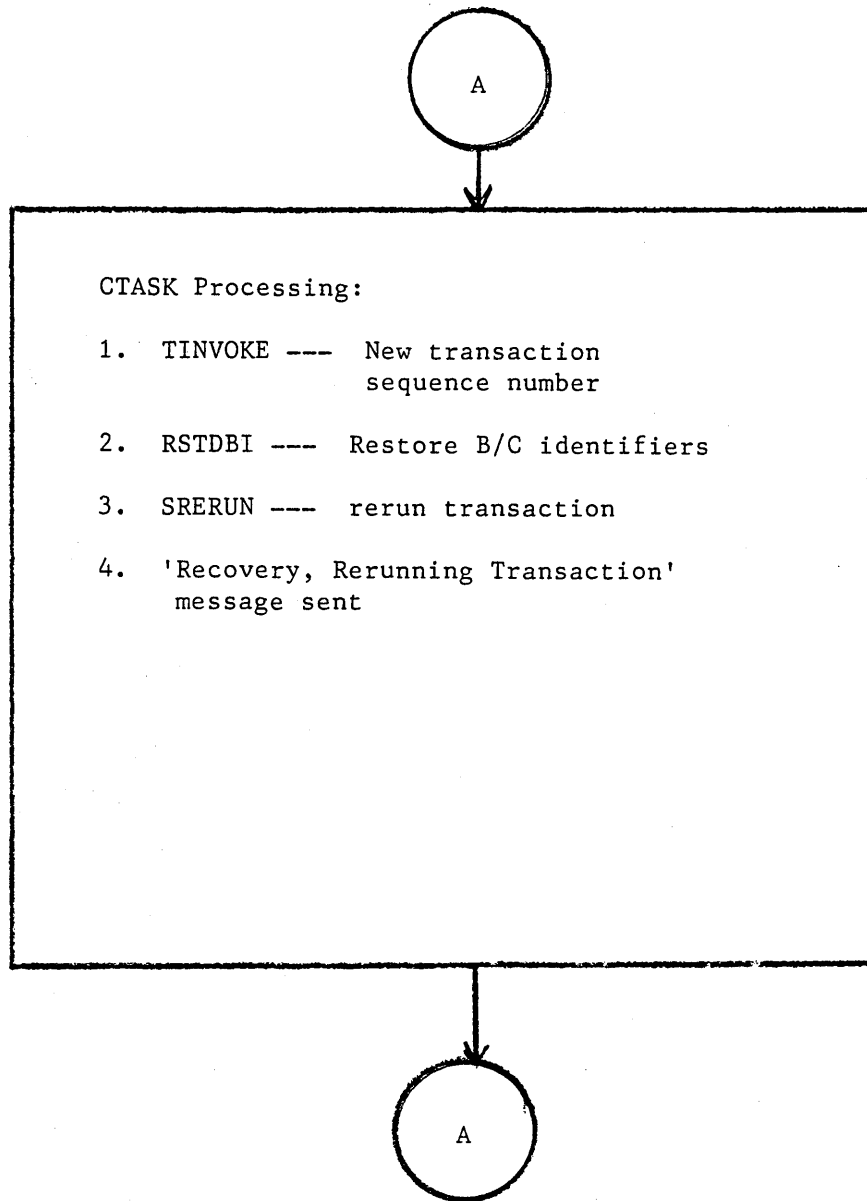 A
CTASK Processing:
1. TINVOKE --- New transaction
sequence number
2. RSTDBI --- Restore B/C identifiers
3. SRERUN --- rerun transaction
4. 'Recovery, Rerunning Transaction'
message sent
A